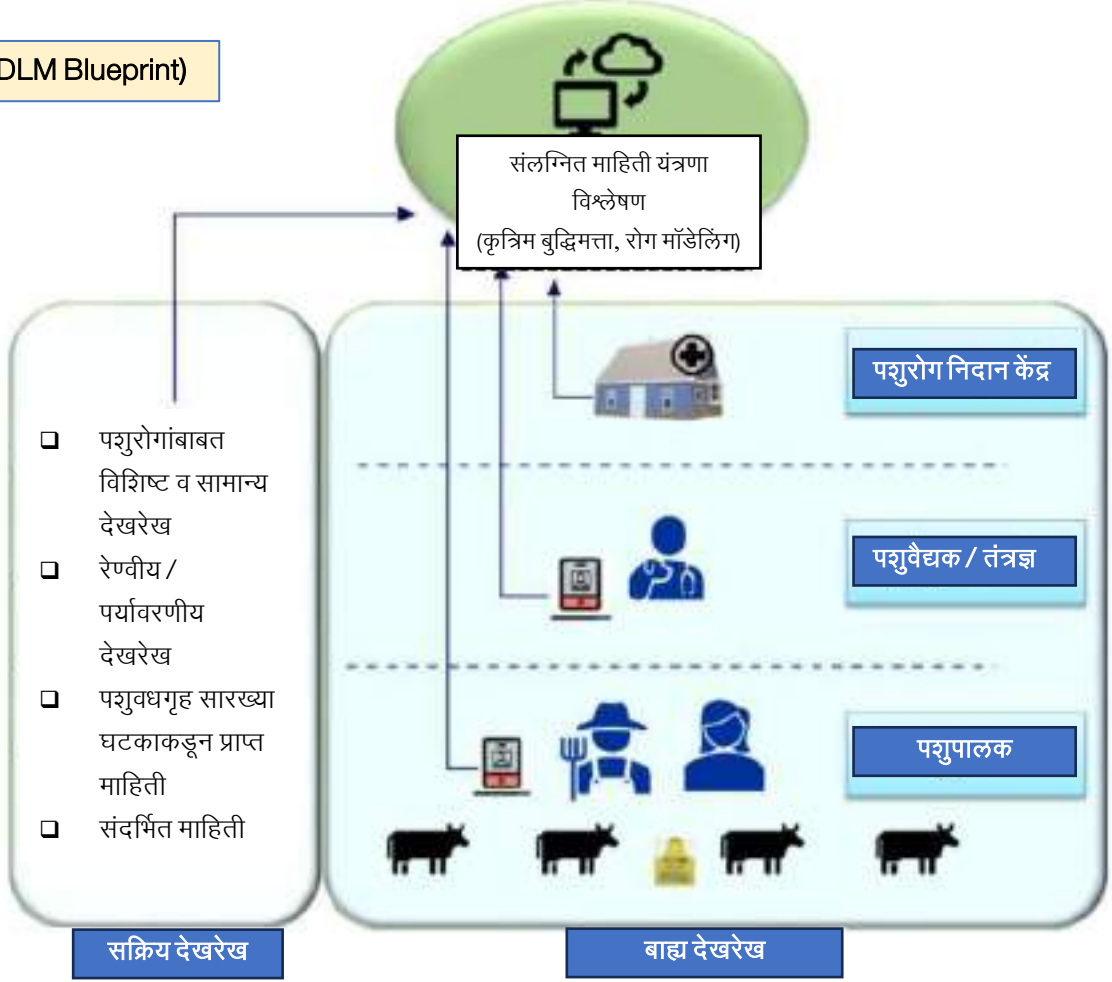 DLM Blueprint)
संलग्नित माहिती यंत्रणा
विश्लेषण
(कृत्रिम बुद्धिमत्ता, रोग मॉडेलिंग)
पशुरोग निदान केंद्र
पशुरोगांबाबत
विशिष्ट व सामान्य
देखरेख
रेण्वीय /
पर्यावरणीय
देखरेख
पशुवधगृह सारख्या
घटकाकडून प्राप्त
माहिती
संदर्भित माहिती
पशुवैद्यक / तंत्रज्ञ
पशुपालक
सक्रिय देखरेख
बाह्य देखरेख